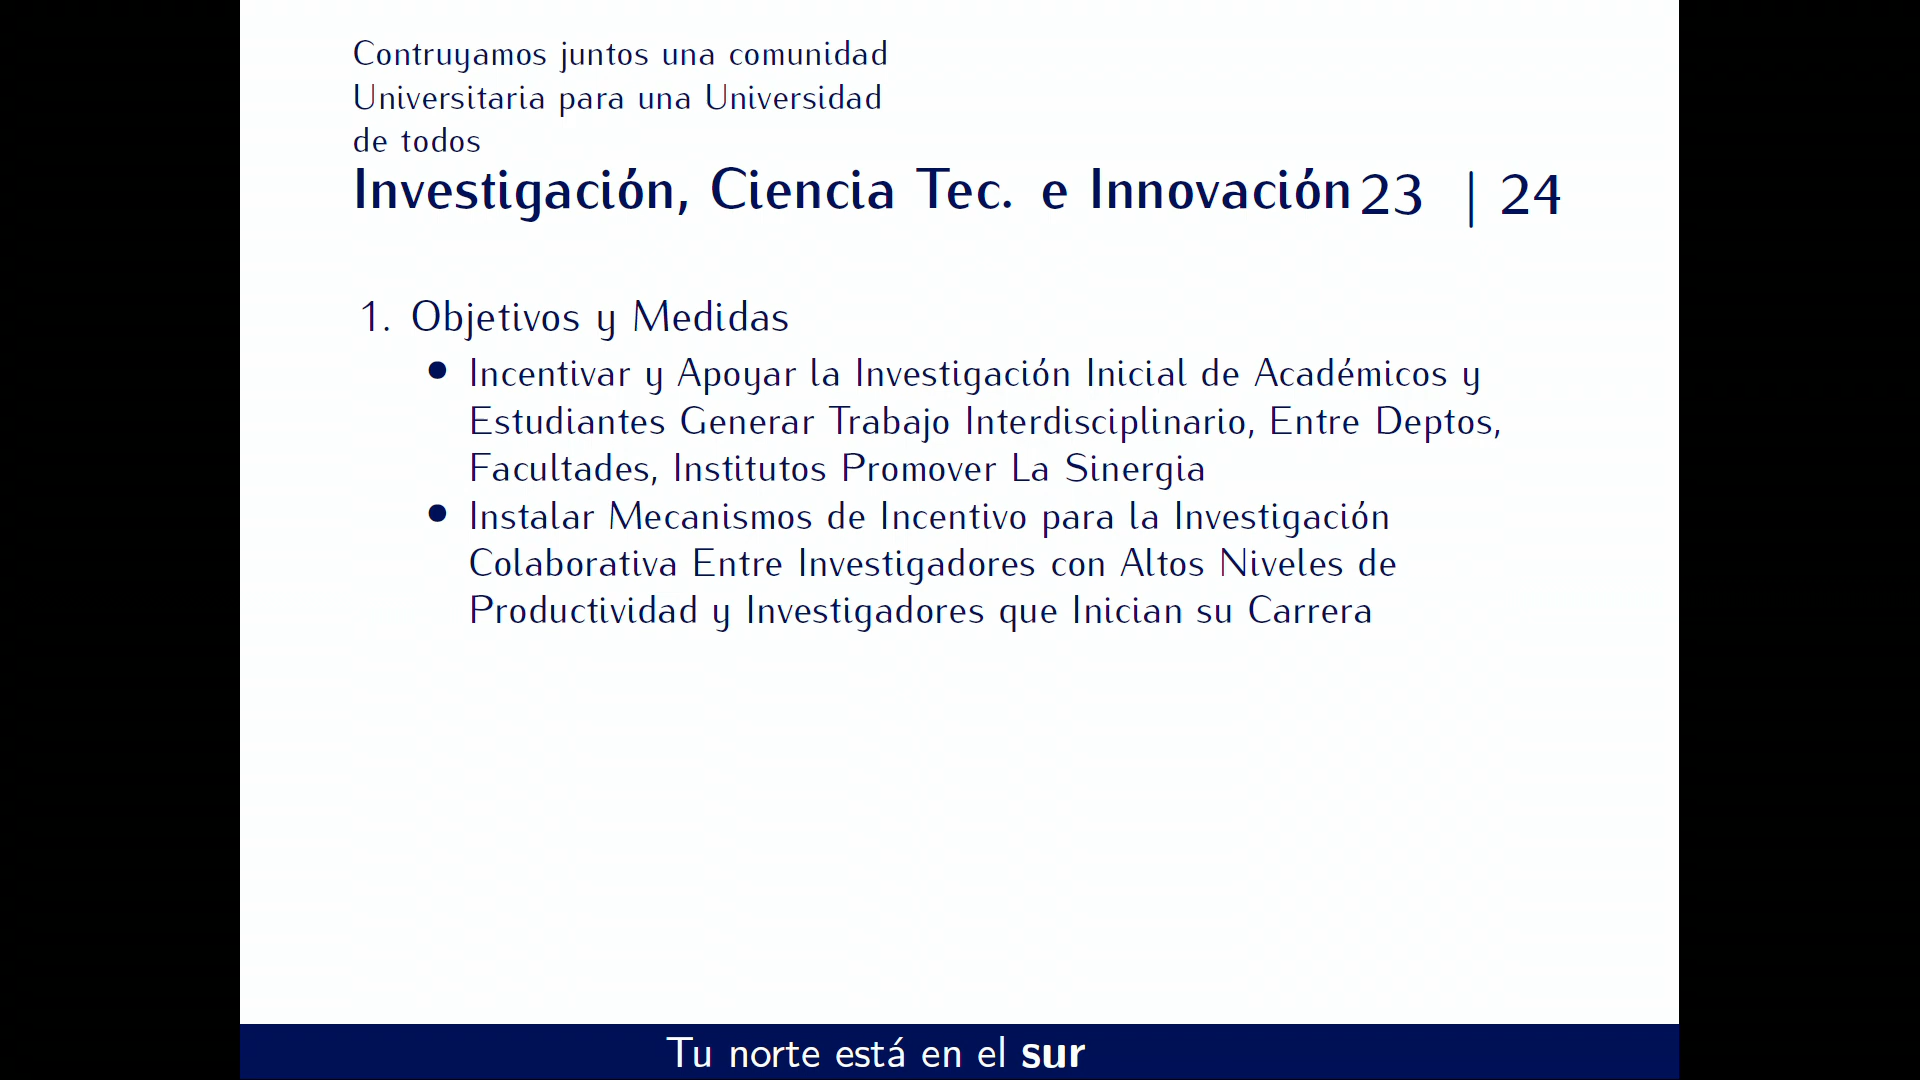 Contruyamos juntos una comunidad
Universitaria para una Universidad
de todos
Investigación, Ciencia Tec. e Innovación 23 | 24
1. Objetivos y Medidas
● Incentivar y Apoyar la Investigación Inicial de Académicos y
Estudiantes Generar Trabajo Interdisciplinario, Entre Deptos,
Facultades, Institutos Promover La Sinergia
● Instalar Mecanismos de Incentivo para la Investigación
Colaborativa Entre Investigadores con Altos Niveles de
Productividad y Investigadores que Inician su Carrera
Tu norte está en el sur